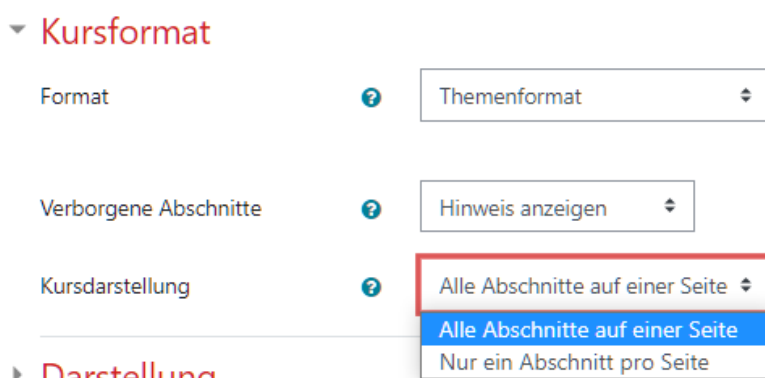 Kursformat
Format Themenformat
Verborgene Abschnitte Hinweis anzeigen
Kursdarstellung Alle Abschnitte auf einer Seite
Alle Abschnitte auf einer Seite
Nur ein Abschnitt pro Seite
Darstellung